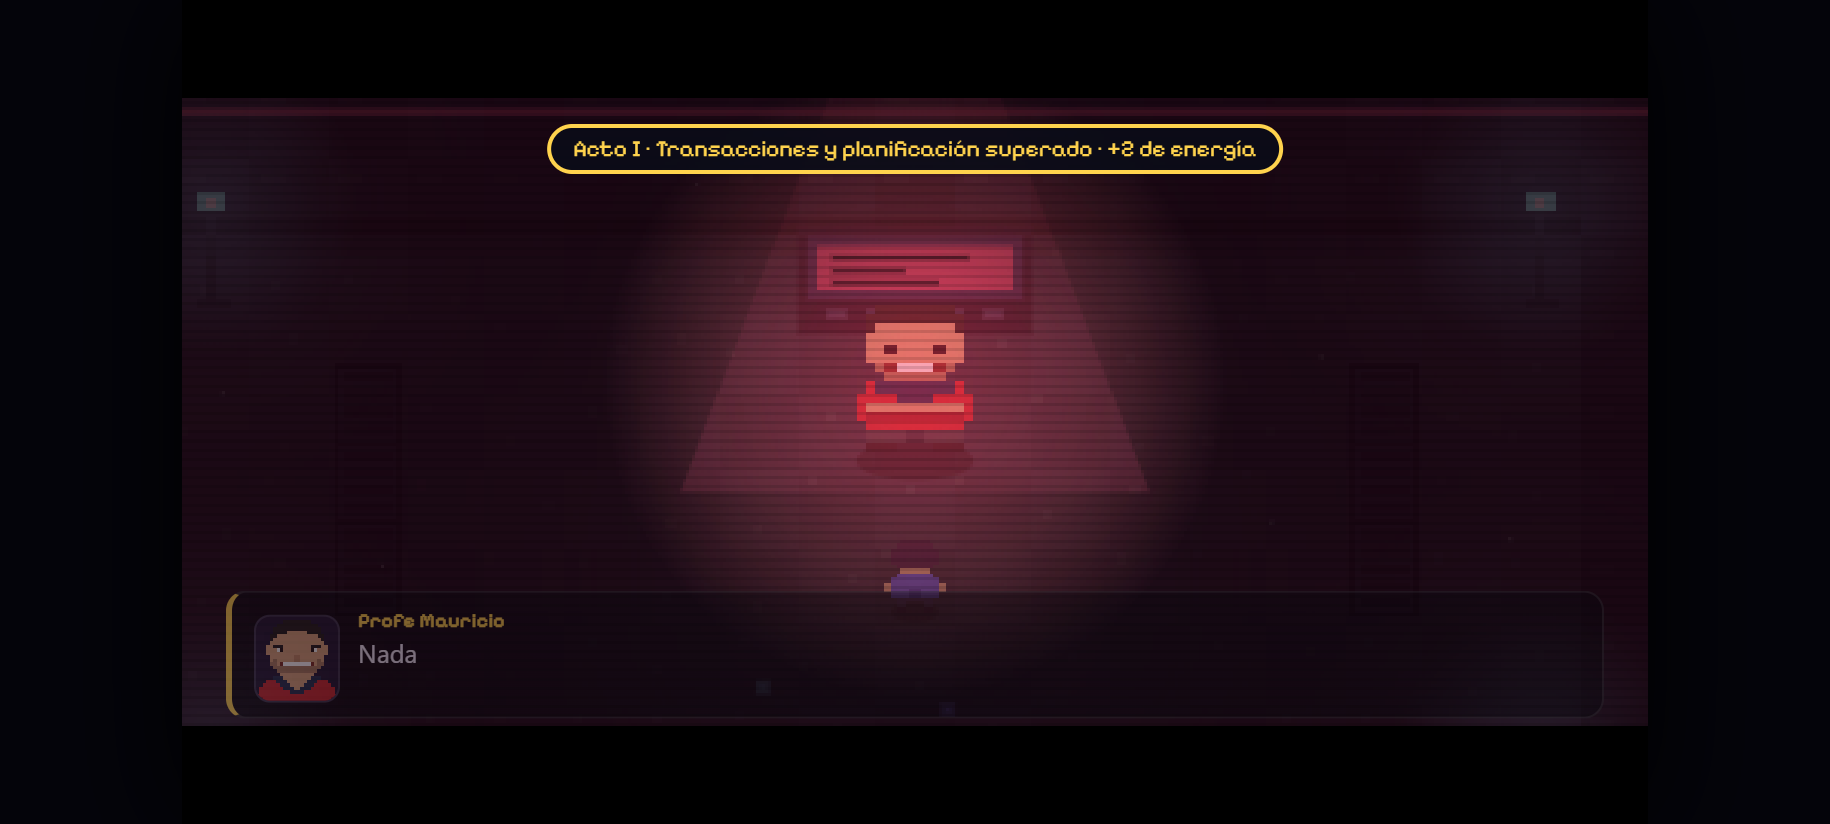 Acto I · Transacciones y planificación superado · +2 de energía
Profe Mauricio
Nada